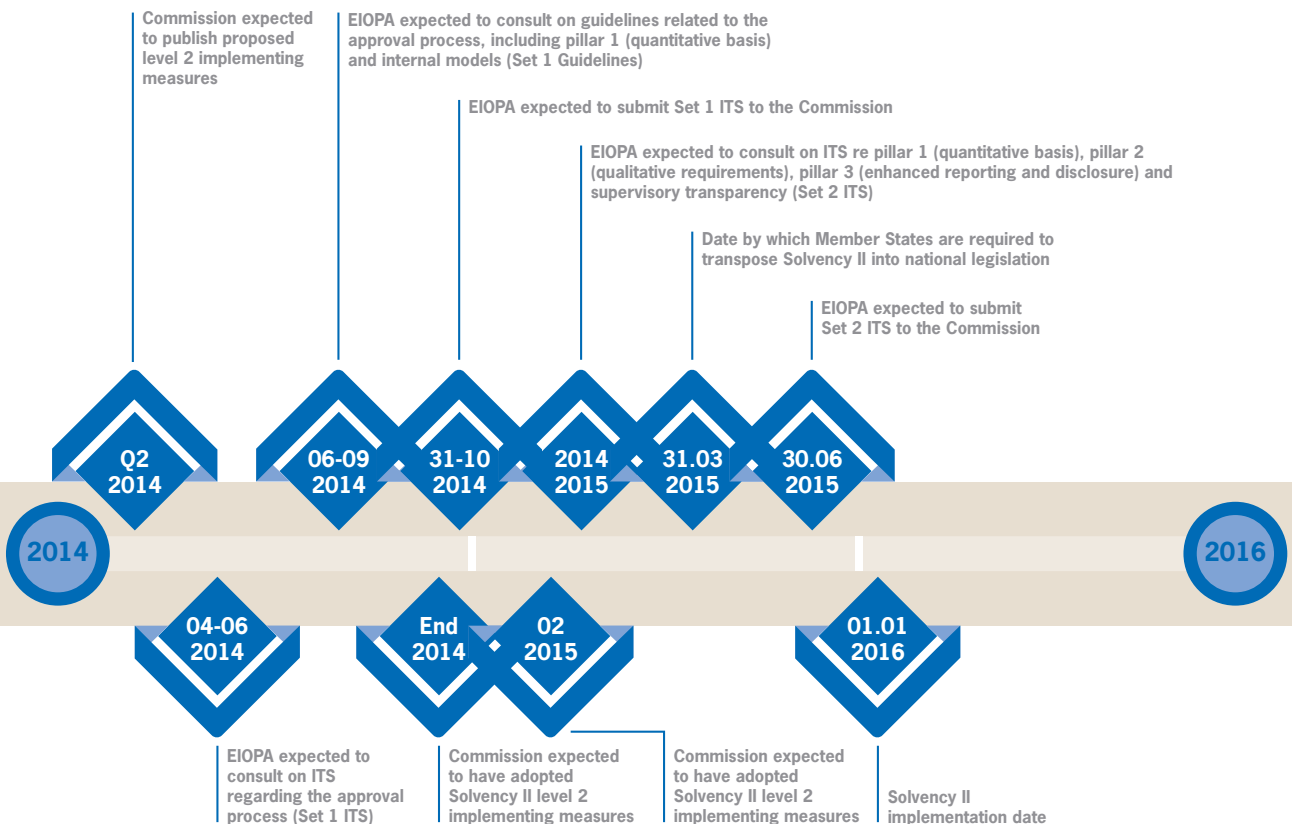 Commission expected
to publish proposed
level 2 implementing
measures
EIOPA expected to consult on guidelines related to the
approval process, including pillar 1 (quantitative basis)
and internal models (Set 1 Guidelines)
EIOPA expected to submit Set 1 ITS to the Commission
EIOPA expected to consult on ITS re pillar 1 (quantitative basis), pillar 2
(qualitative requirements), pillar 3 (enhanced reporting and disclosure) and
supervisory transparency (Set 2 ITS)
Date by which Member States are required to
transpose Solvency II into national legislation
EIOPA expected to submit
Set 2 ITS to the Commission
Q2
2014
06-09
2014
31-10
2014
2014
2015
31.03
2015
30.06
2015
2014
2016
04-06
2014
End
2014
02
2015
01.01
2016
EIOPA expected to
consult on ITS
regarding the approval
process (Set 1 ITS)
Commission expected
to have adopted
Solvency II level 2
implementing measures
Commission expected
to have adopted
Solvency II level 2
implementing measures
Solvency II
implementation date